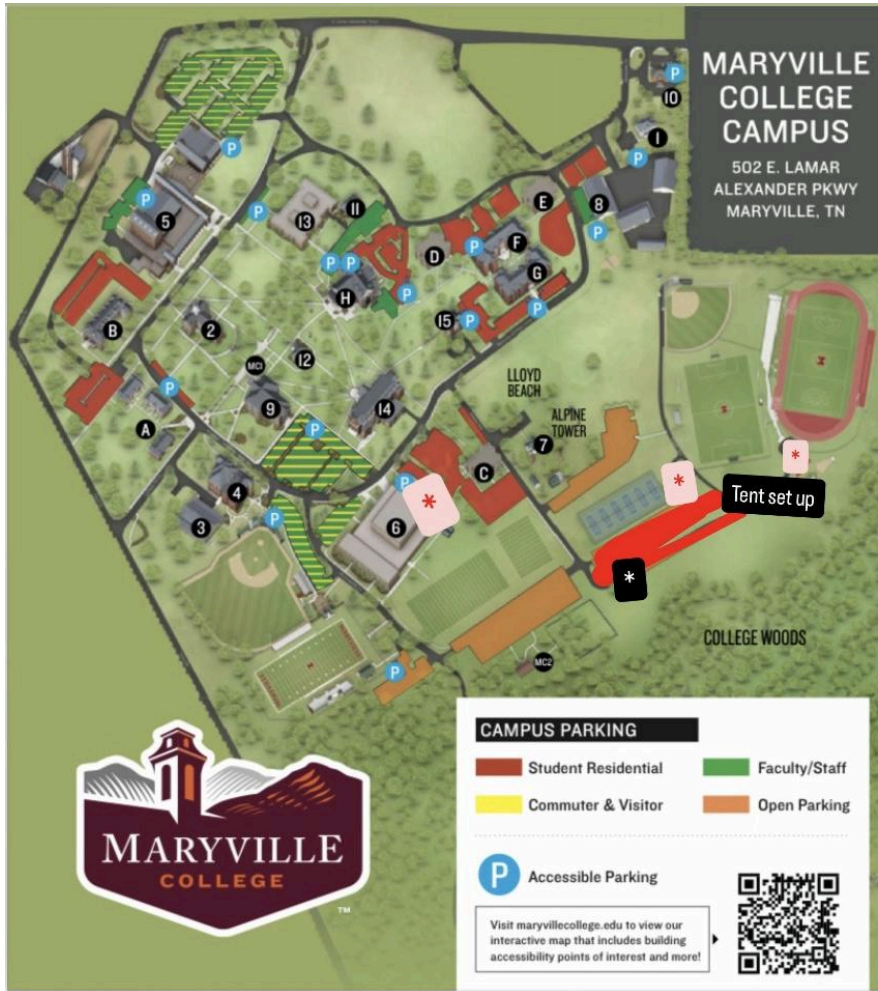 MARYVILLE
COLLEGE
CAMPUS
502 E. LAMAR
ALEXANDER PKWY
MARYVILLE, TN
P
10
1
P
P
P
5
P
13
11
E
8
P
D
F
P
G
P
P
H
P
15
P
P
B
2
12
MC1
P
A
9
14
LLOYD
BEACH
ALPINE
TOWER
7
P
C
P
*
*
*
Tent set up
4
3
P
6
*
COLLEGE WOODS
MC2
P
CAMPUS PARKING
Student Residential
Faculty/Staff
Commuter & Visitor
Open Parking
P
Accessible Parking
Visit maryvillecollege.edu to view our
interactive map that includes building
accessibility points of interest and more!
MARYVILLE
COLLEGE
TM